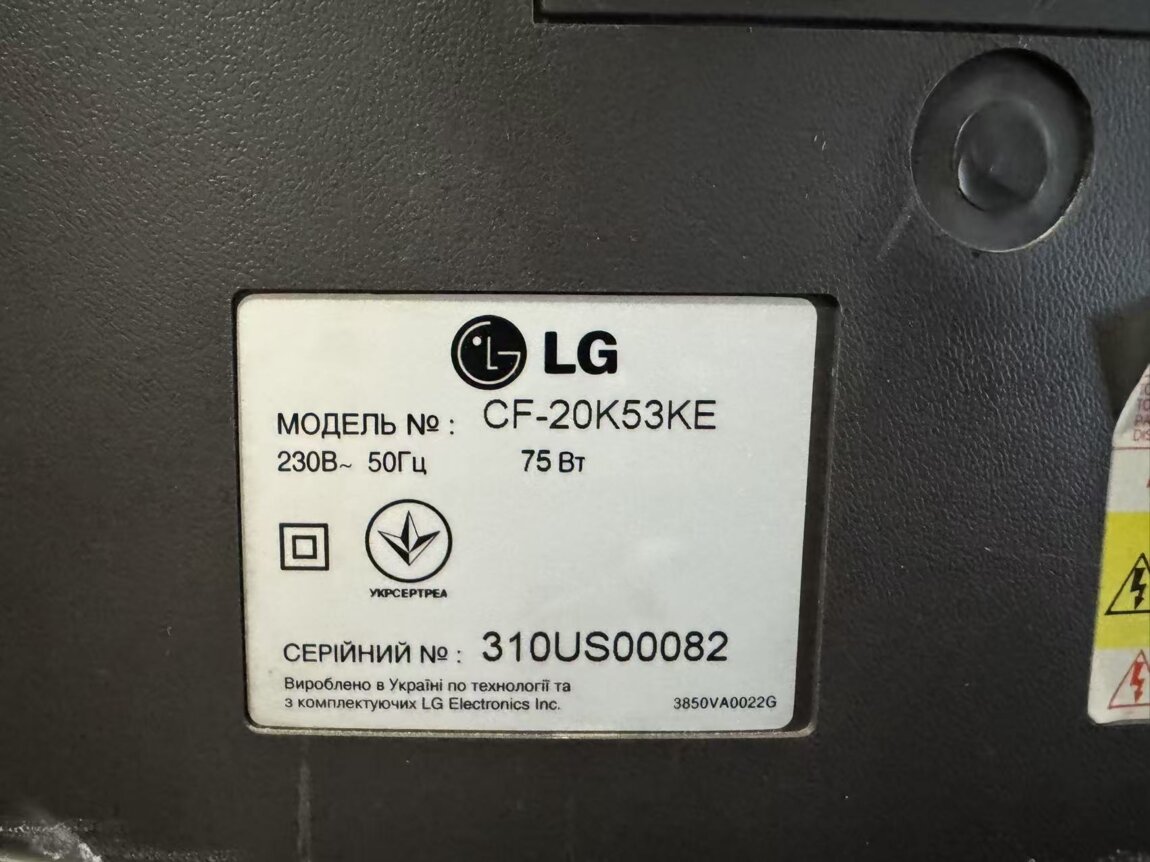 LG
МОДЕЛЬ № : CF-20K53KE
230В~ 50Гц 75 Вт
УКРСЕРТРЕА
СЕРІЙНИЙ № : 310US00082
Вироблено в Україні по технології та
з комплектуючих LG Electronics Inc.
3850VA0022G